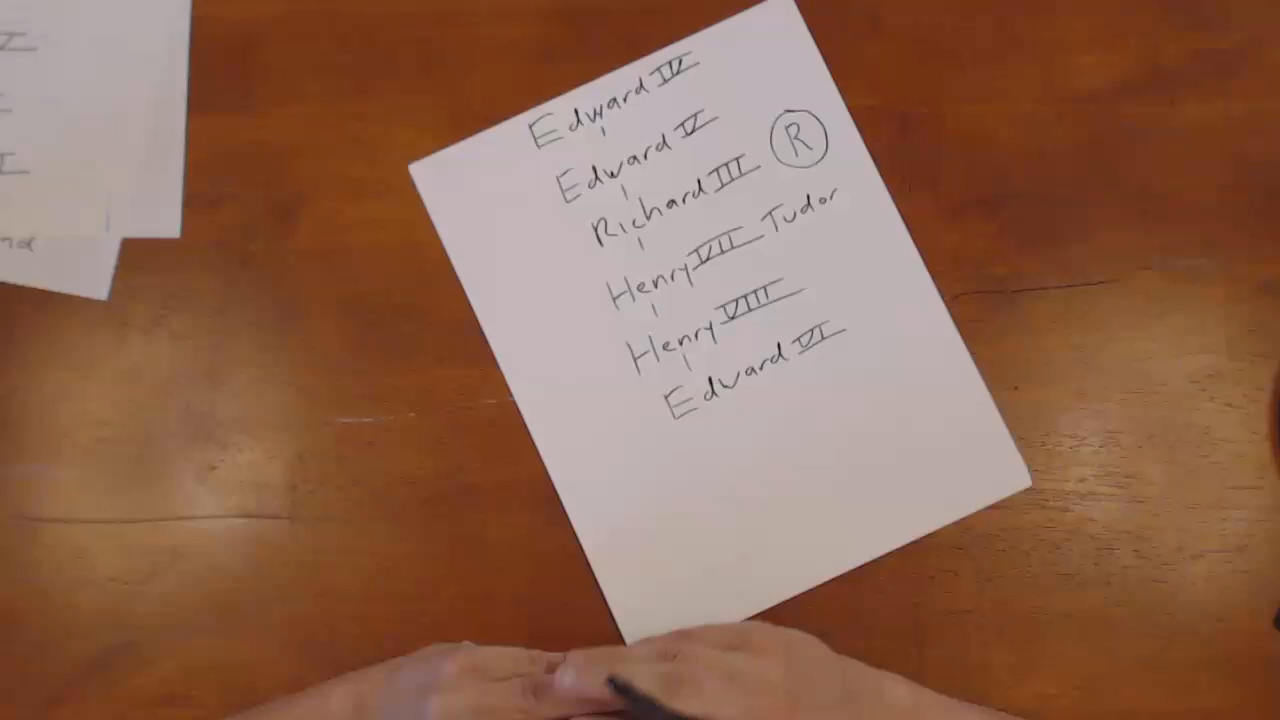 Edward IV
Edward V
Richard III R
Henry VII Tudor
Henry VIII
Edward VI